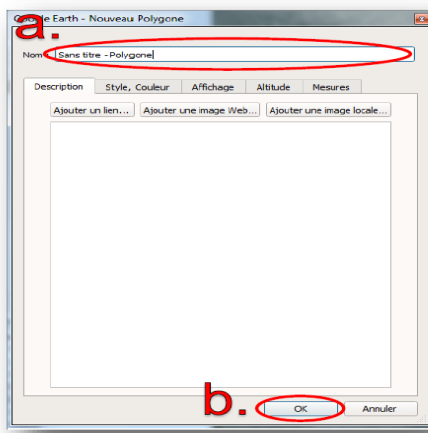 Google Earth - Nouveau Polygone
a.
Nom : Sans titre - Polygone
Description Style, Couleur Affichage Altitude Mesures
Ajouter un lien... Ajouter une image Web... Ajouter une image locale...
b.
OK Annuler